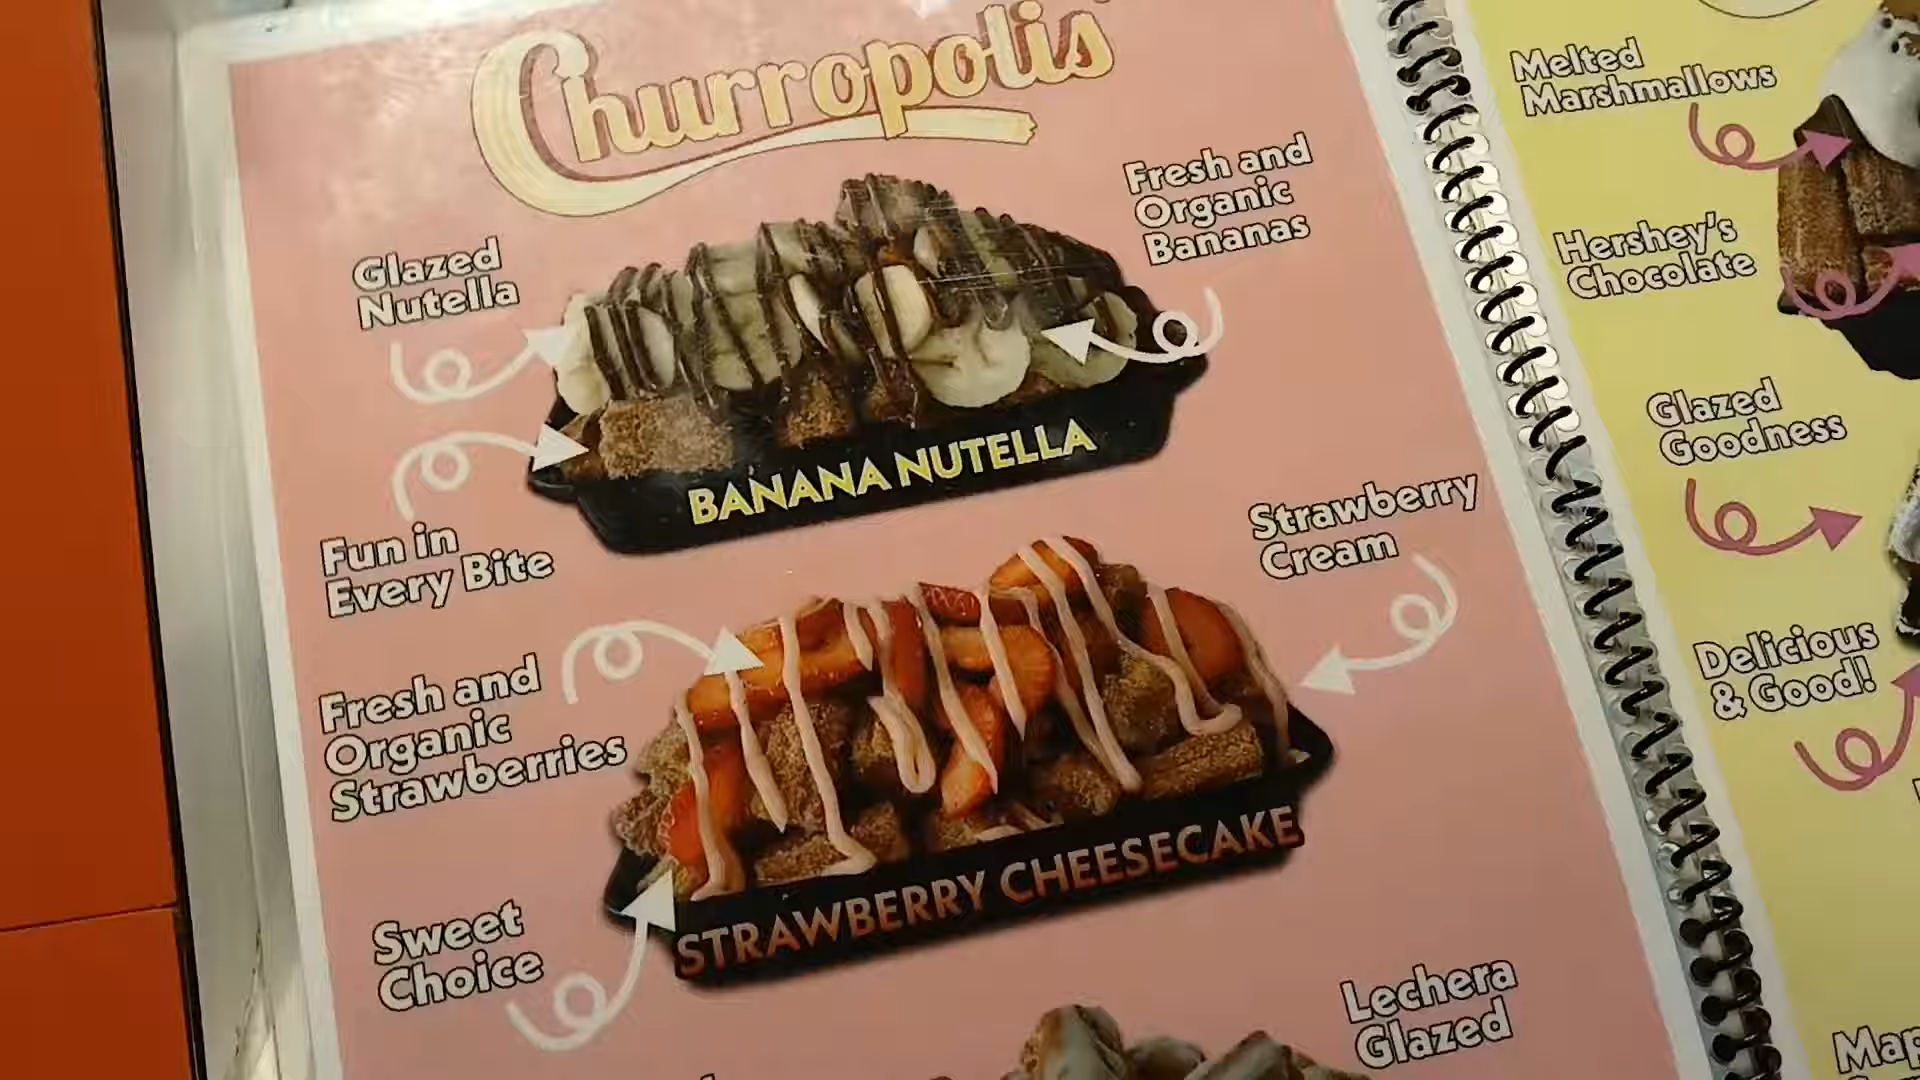 Churropolis
Glazed
Nutella
Fresh and
Organic
Bananas
BANANA NUTELLA
Fun in
Every Bite
Strawberry
Cream
Fresh and
Organic
Strawberries
STRAWBERRY CHEESECAKE
Sweet
Choice
Lechera
Glazed
Melted
Marshmallows
Hershey's
Chocolate
Glazed
Goodness
Delicious
& Good!